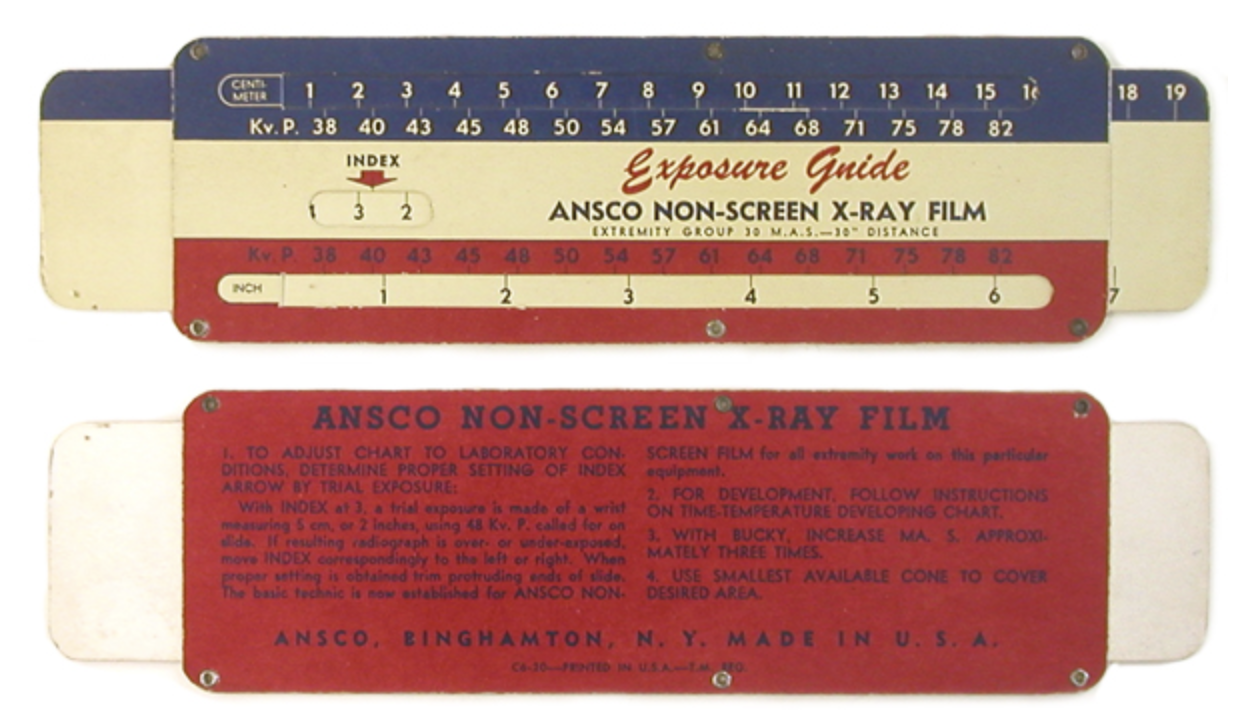 CENTI-
METER 1 2 3 4 5 6 7 8 9 10 11 12 13 14 15 16 18 19
Kv. P. 38 40 43 45 48 50 54 57 61 64 68 71 75 78 82
INDEX
1 3 2
Exposure Guide
ANSCO NON-SCREEN X-RAY FILM
EXTREMITY GROUP 30 M.A.S.—30" DISTANCE
Kv. P. 38 40 43 45 48 50 54 57 61 64 68 71 75 78 82
INCH 1 2 3 4 5 6 7
ANSCO NON-SCREEN X-RAY FILM
1. TO ADJUST CHART TO LABORATORY CON-
DITIONS, DETERMINE PROPER SETTING OF INDEX
ARROW BY TRIAL EXPOSURE:
With INDEX at 3, a trial exposure is made of a wrist
measuring 5 cm, or 2 inches, using 48 Kv. P. called for on
slide. If resulting radiograph is over- or under-exposed,
move INDEX correspondingly to the left or right. When
proper setting is obtained trim protruding ends of slide.
The basic technic is now established for ANSCO NON-
SCREEN FILM for all extremity work on this particular
equipment.
2. FOR DEVELOPMENT, FOLLOW INSTRUCTIONS
ON TIME-TEMPERATURE DEVELOPING CHART.
3. WITH BUCKY, INCREASE MA. S. APPROXI-
MATELY THREE TIMES.
4. USE SMALLEST AVAILABLE CONE TO COVER
DESIRED AREA.
ANSCO, BINGHAMTON, N. Y. MADE IN U. S. A.
C6-30—PRINTED IN U.S.A.—T.M. REG.